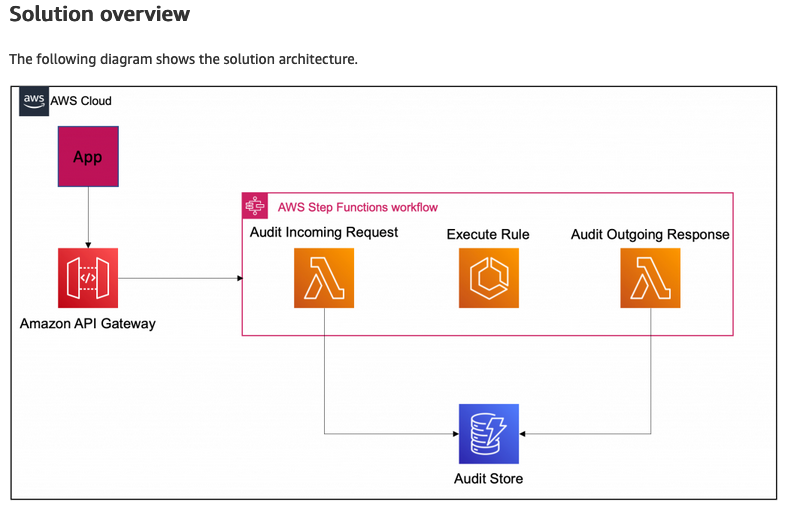 Solution overview
The following diagram shows the solution architecture.
aws
AWS Cloud
App
AWS Step Functions workflow
Audit Incoming Request
Execute Rule
Audit Outgoing Response
</>
Amazon API Gateway
Audit Store